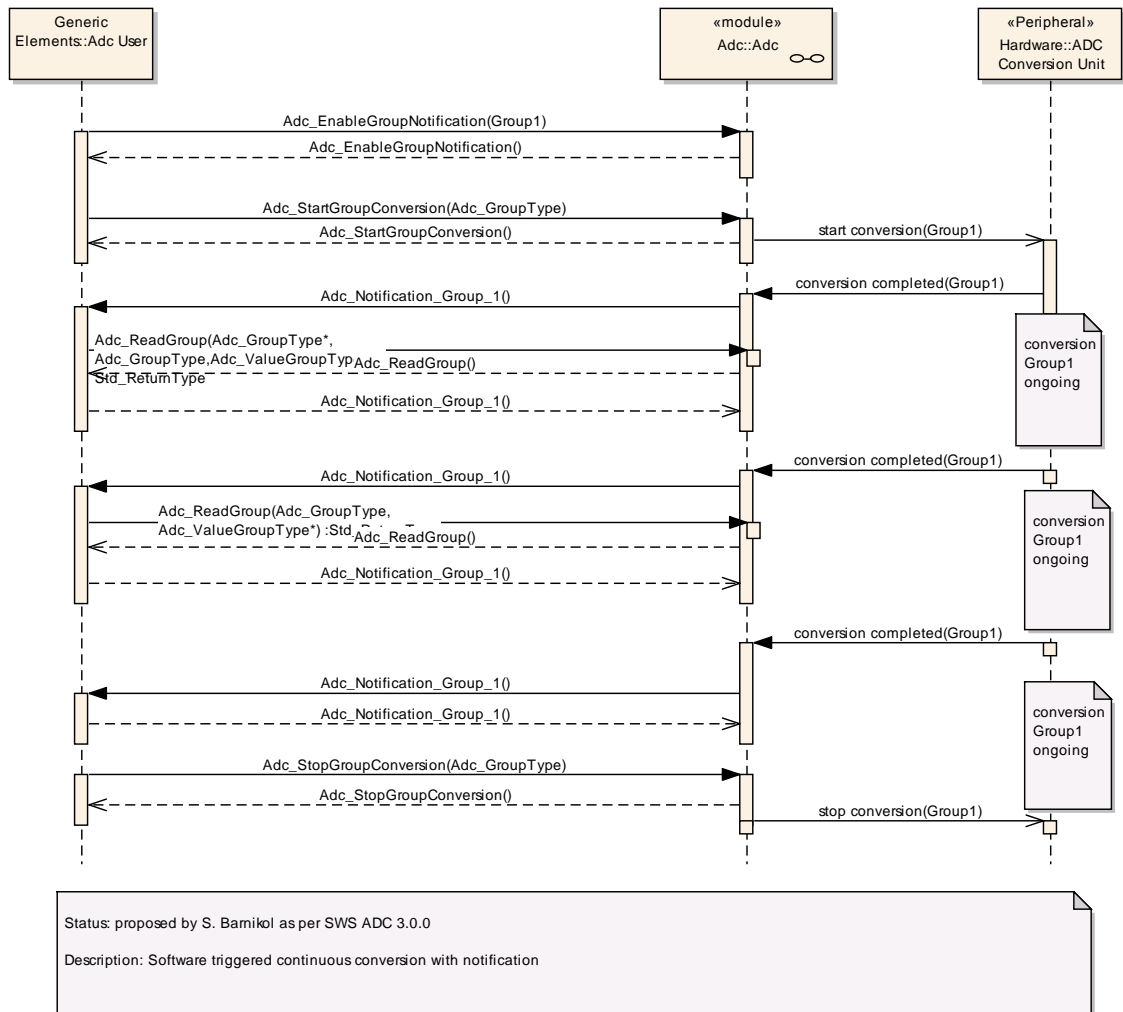 Generic
Elements::Adc User
«module»
Adc::Adc
«Peripheral»
Hardware::ADC
Conversion Unit
Adc_EnableGroupNotification(Group1)
Adc_EnableGroupNotification()
Adc_StartGroupConversion(Adc_GroupType)
Adc_StartGroupConversion()
start conversion(Group1)
conversion completed(Group1)
Adc_Notification_Group_1()
Adc_ReadGroup(Adc_GroupType*,
Adc_GroupType,Adc_ValueGroupTyp
Adc_ReadGroup()
Std_ReturnType
conversion
Group1
ongoing
Adc_Notification_Group_1()
conversion completed(Group1)
Adc_Notification_Group_1()
Adc_ReadGroup(Adc_GroupType,
Adc_ValueGroupType*) :Std
Adc_ReadGroup()
conversion
Group1
ongoing
Adc_Notification_Group_1()
conversion completed(Group1)
Adc_Notification_Group_1()
Adc_Notification_Group_1()
conversion
Group1
ongoing
Adc_StopGroupConversion(Adc_GroupType)
Adc_StopGroupConversion()
stop conversion(Group1)
Status: proposed by S. Barnikol as per SWS ADC 3.0.0
Description: Software triggered continuous conversion with notification